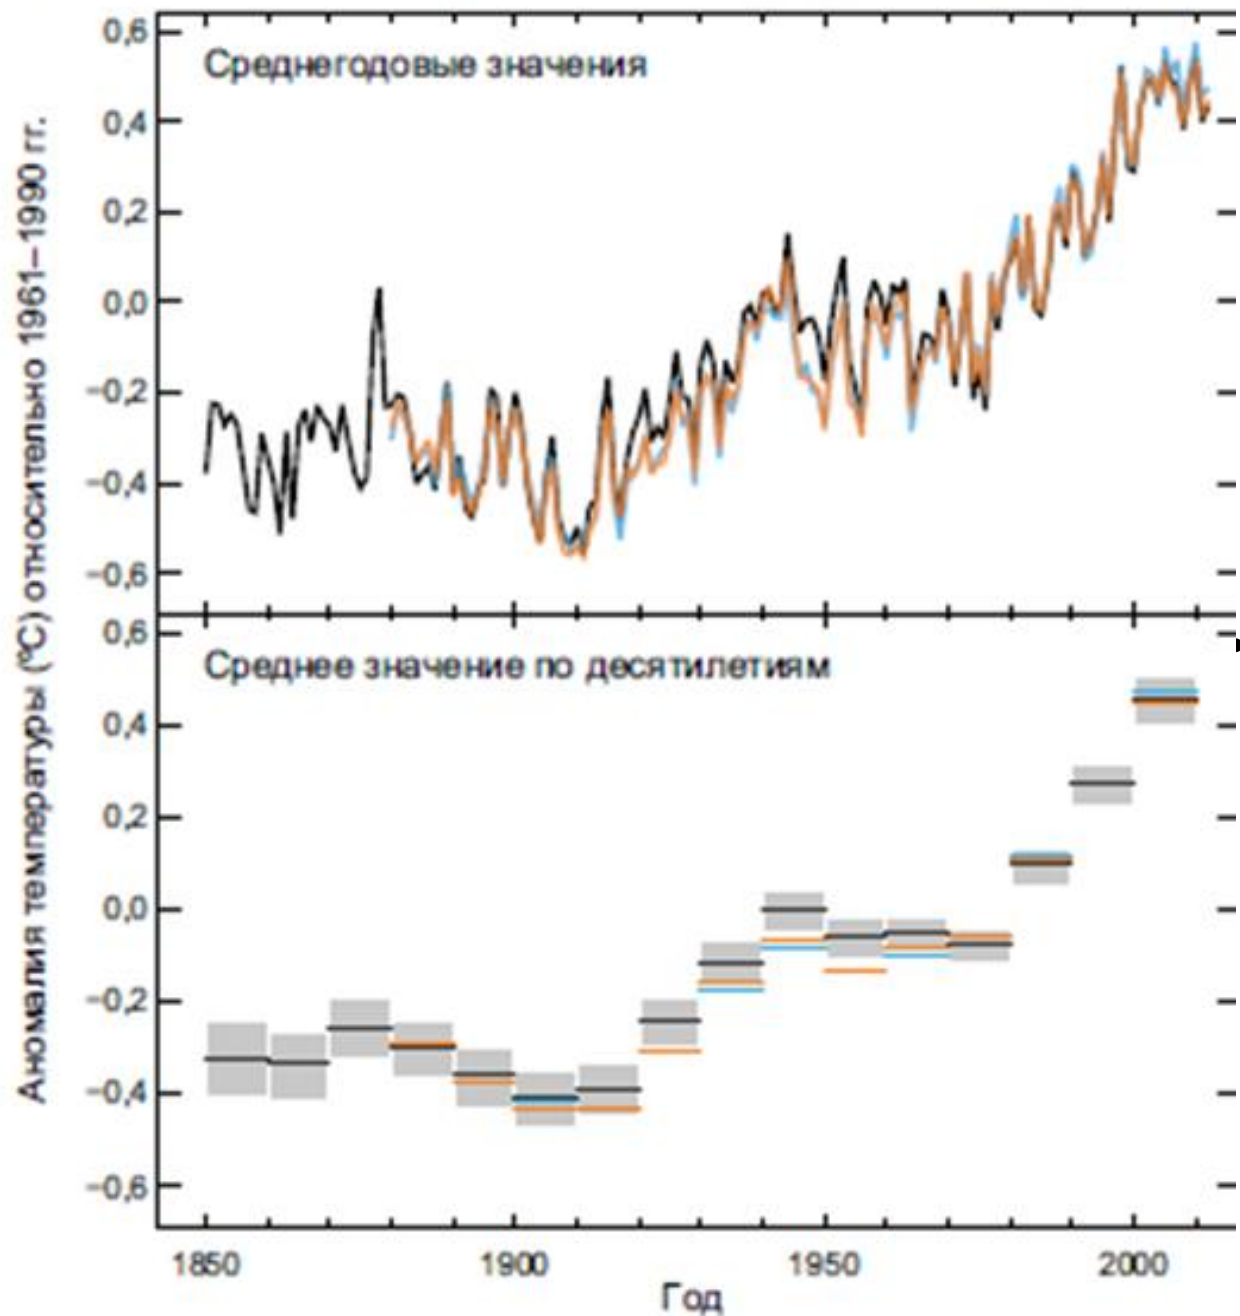 Аномалия температуры (°C) относительно 1961–1990 гг.
Среднегодовые значения
0,6
0,4
0,2
0,0
−0,2
−0,4
−0,6
Среднее значение по десятилетиям
0,6
0,4
0,2
0,0
−0,2
−0,4
−0,6
1850 1900 1950 2000
Год